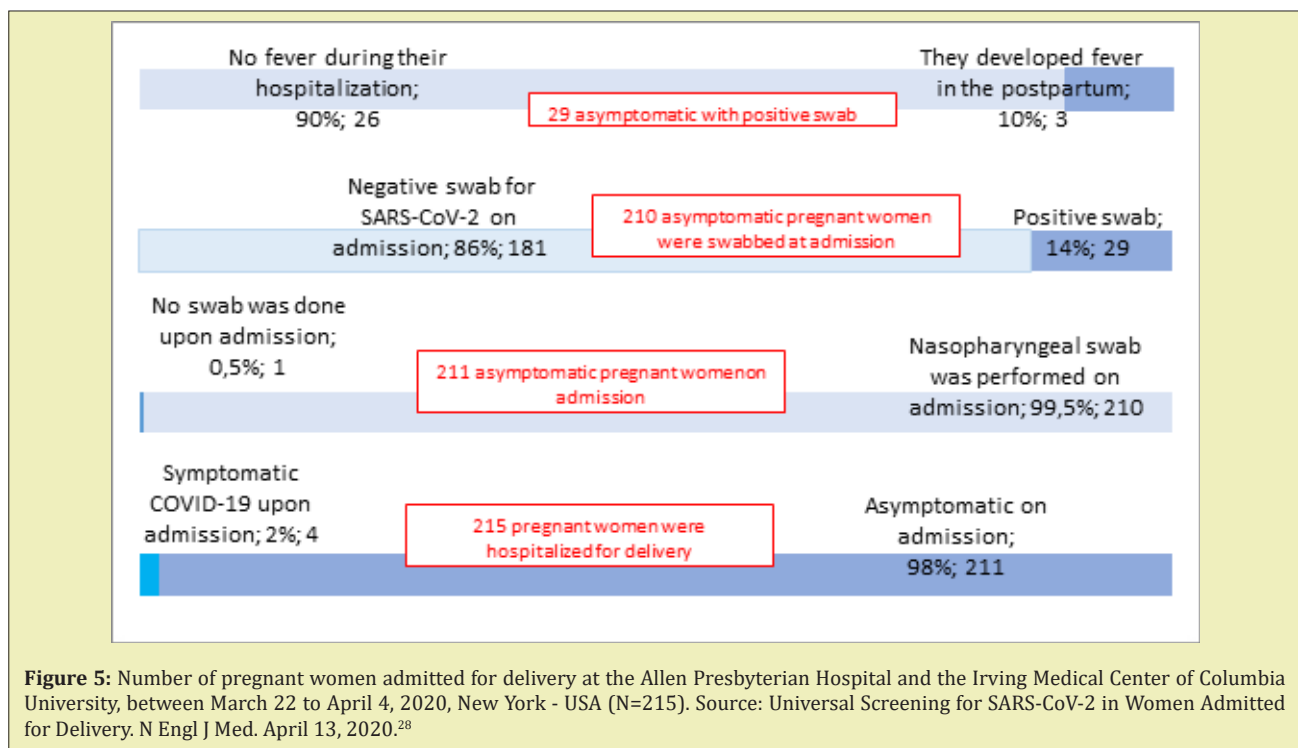 No fever during their
hospitalization;
90%; 26
29 asymptomatic with positive swab
They developed fever
in the postpartum;
10%; 3
Negative swab for
SARS-CoV-2 on
admission; 86%; 181
210 asymptomatic pregnant women
were swabbed at admission
Positive swab;
14%; 29
No swab was done
upon admission;
0,5%; 1
211 asymptomatic pregnant womenon
admission
Nasopharyngeal swab
was performed on
admission; 99,5%; 210
Symptomatic
COVID-19 upon
admission; 2%; 4
215 pregnant women were
hospitalized for delivery
Asymptomatic on
admission;
98%; 211
Figure 5: Number of pregnant women admitted for delivery at the Allen Presbyterian Hospital and the Irving Medical Center of Columbia
University, between March 22 to April 4, 2020, New York - USA (N=215). Source: Universal Screening for SARS-CoV-2 in Women Admitted
for Delivery. N Engl J Med. April 13, 2020.28